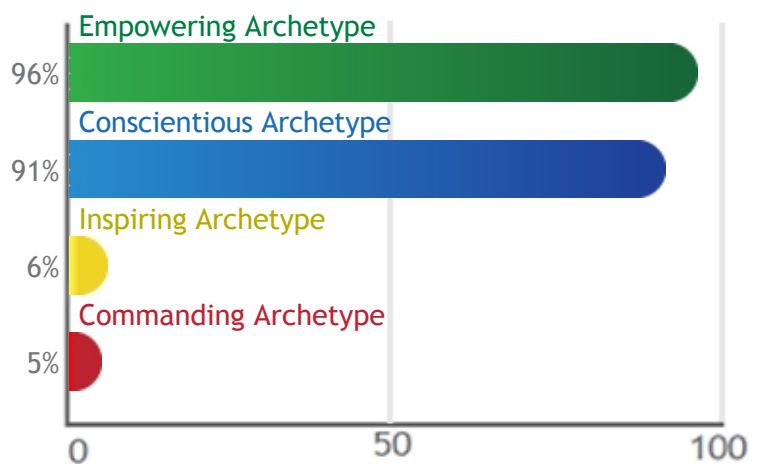 Empowering Archetype
96%
Conscientious Archetype
91%
Inspiring Archetype
6%
Commanding Archetype
5%
0 50 100